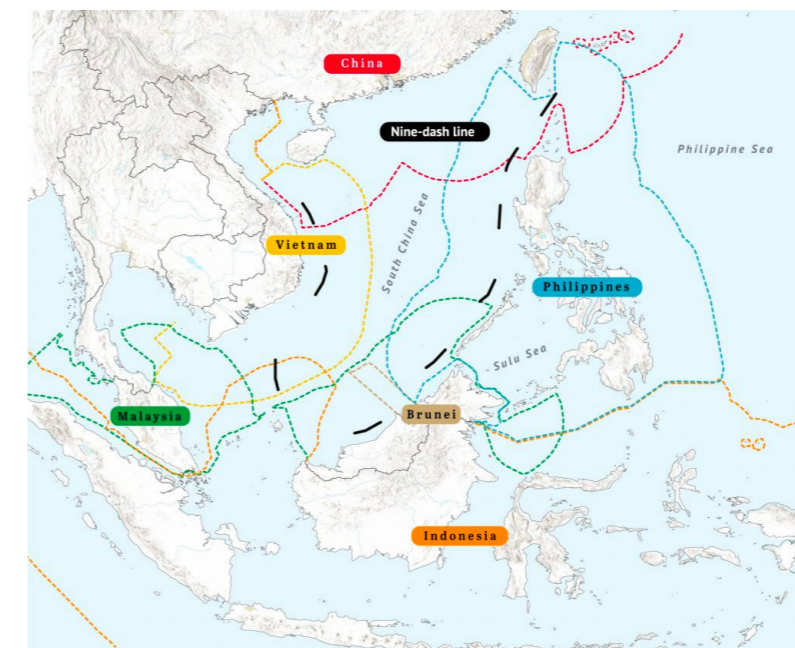 China
Nine-dash line
Philippine Sea
South China Sea
Vietnam
Philippines
Sulu Sea
Malaysia
Brunei
Indonesia